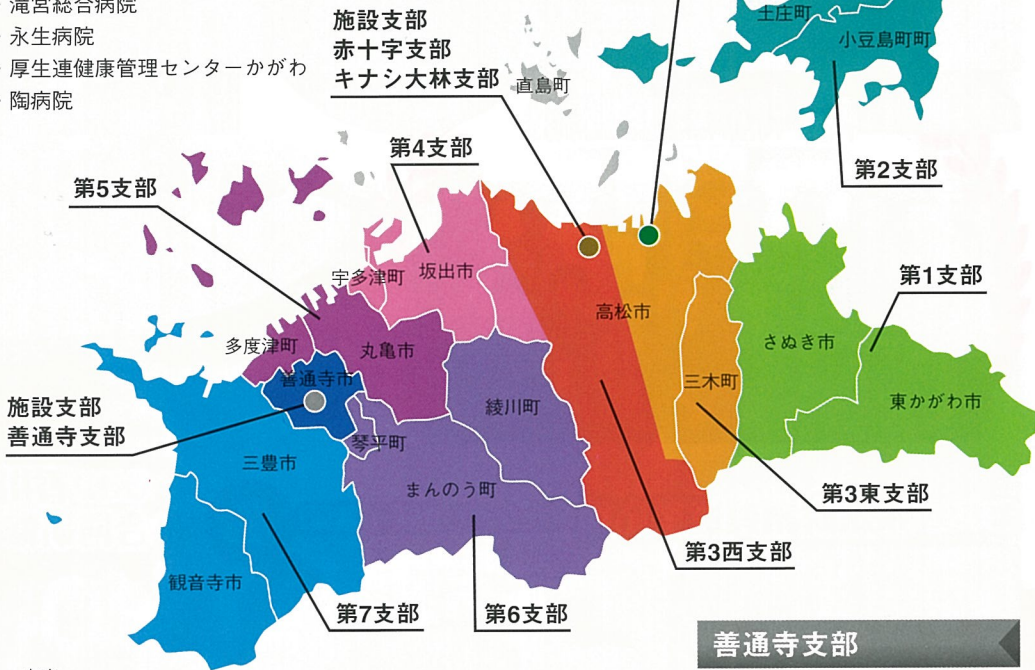 滝宮総合病院
永生病院
厚生連健康管理センターかがわ
陶病院
施設支部
赤十字支部
キナシ大林支部
直島町
土庄町
小豆島町町
第2支部
第4支部
第5支部
宇多津町
坂出市
高松市
第1支部
さぬき市
多度津町
丸亀市
善通寺市
三木町
東かがわ市
綾川町
施設支部
善通寺支部
琴平町
三豊市
まんのう町
第3東支部
第3西支部
観音寺市
第7支部
第6支部
善通寺支部